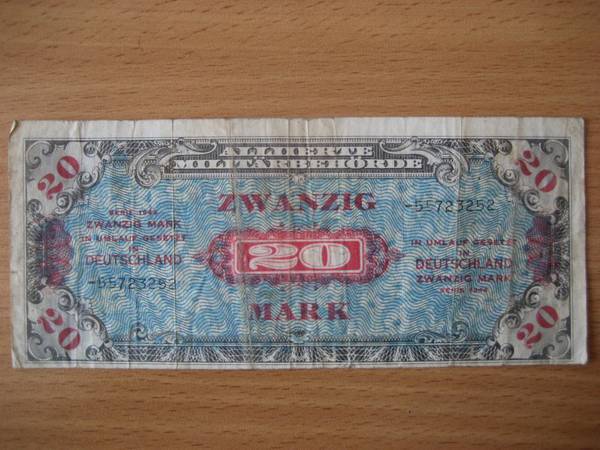 ALLIIERTE
MILITÄRBEHÖRDE
20
20
ZWANZIG
-55723252
SERIE 1944
ZWANZIG MARK
IN UMLAUF GESETZT
IN
DEUTSCHLAND
-55723252
20
IN UMLAUF GESETZT
IN
DEUTSCHLAND
ZWANZIG MARK
SERIE 1944
MARK
20
20